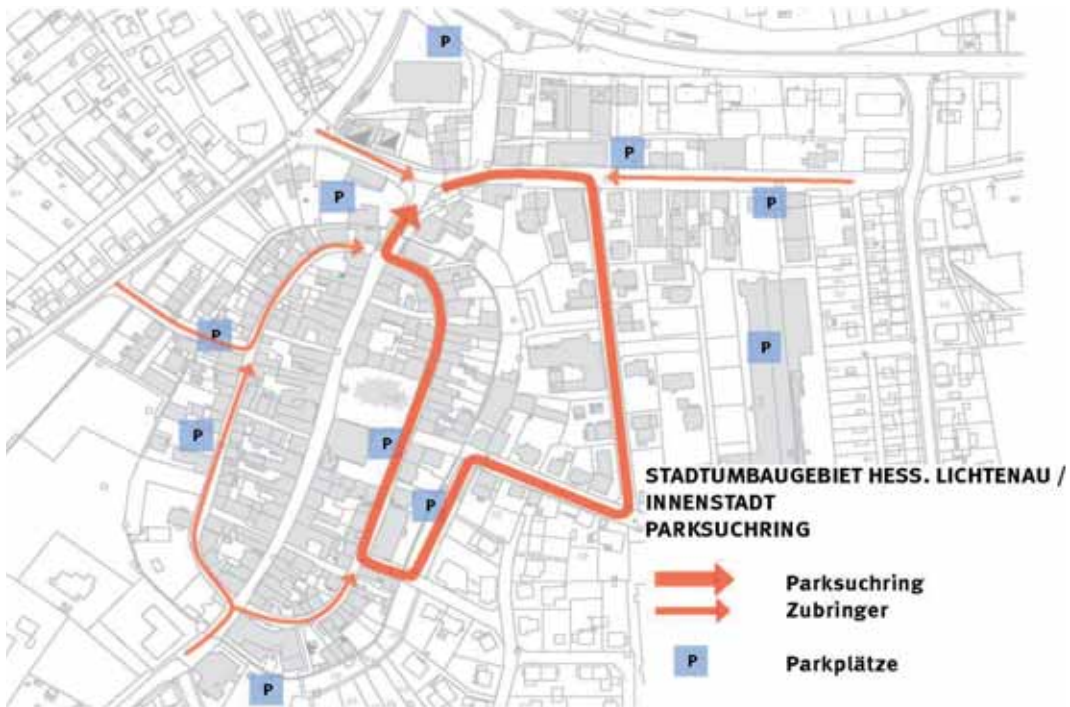 P
P
P
P
P
P
P
P
P
P
STADTUMBAUGEBIET HESS. LICHTENAU /
INNENSTADT
PARKSUCHRING
Parksuchring
Zubringer
P
Parkplätze
P